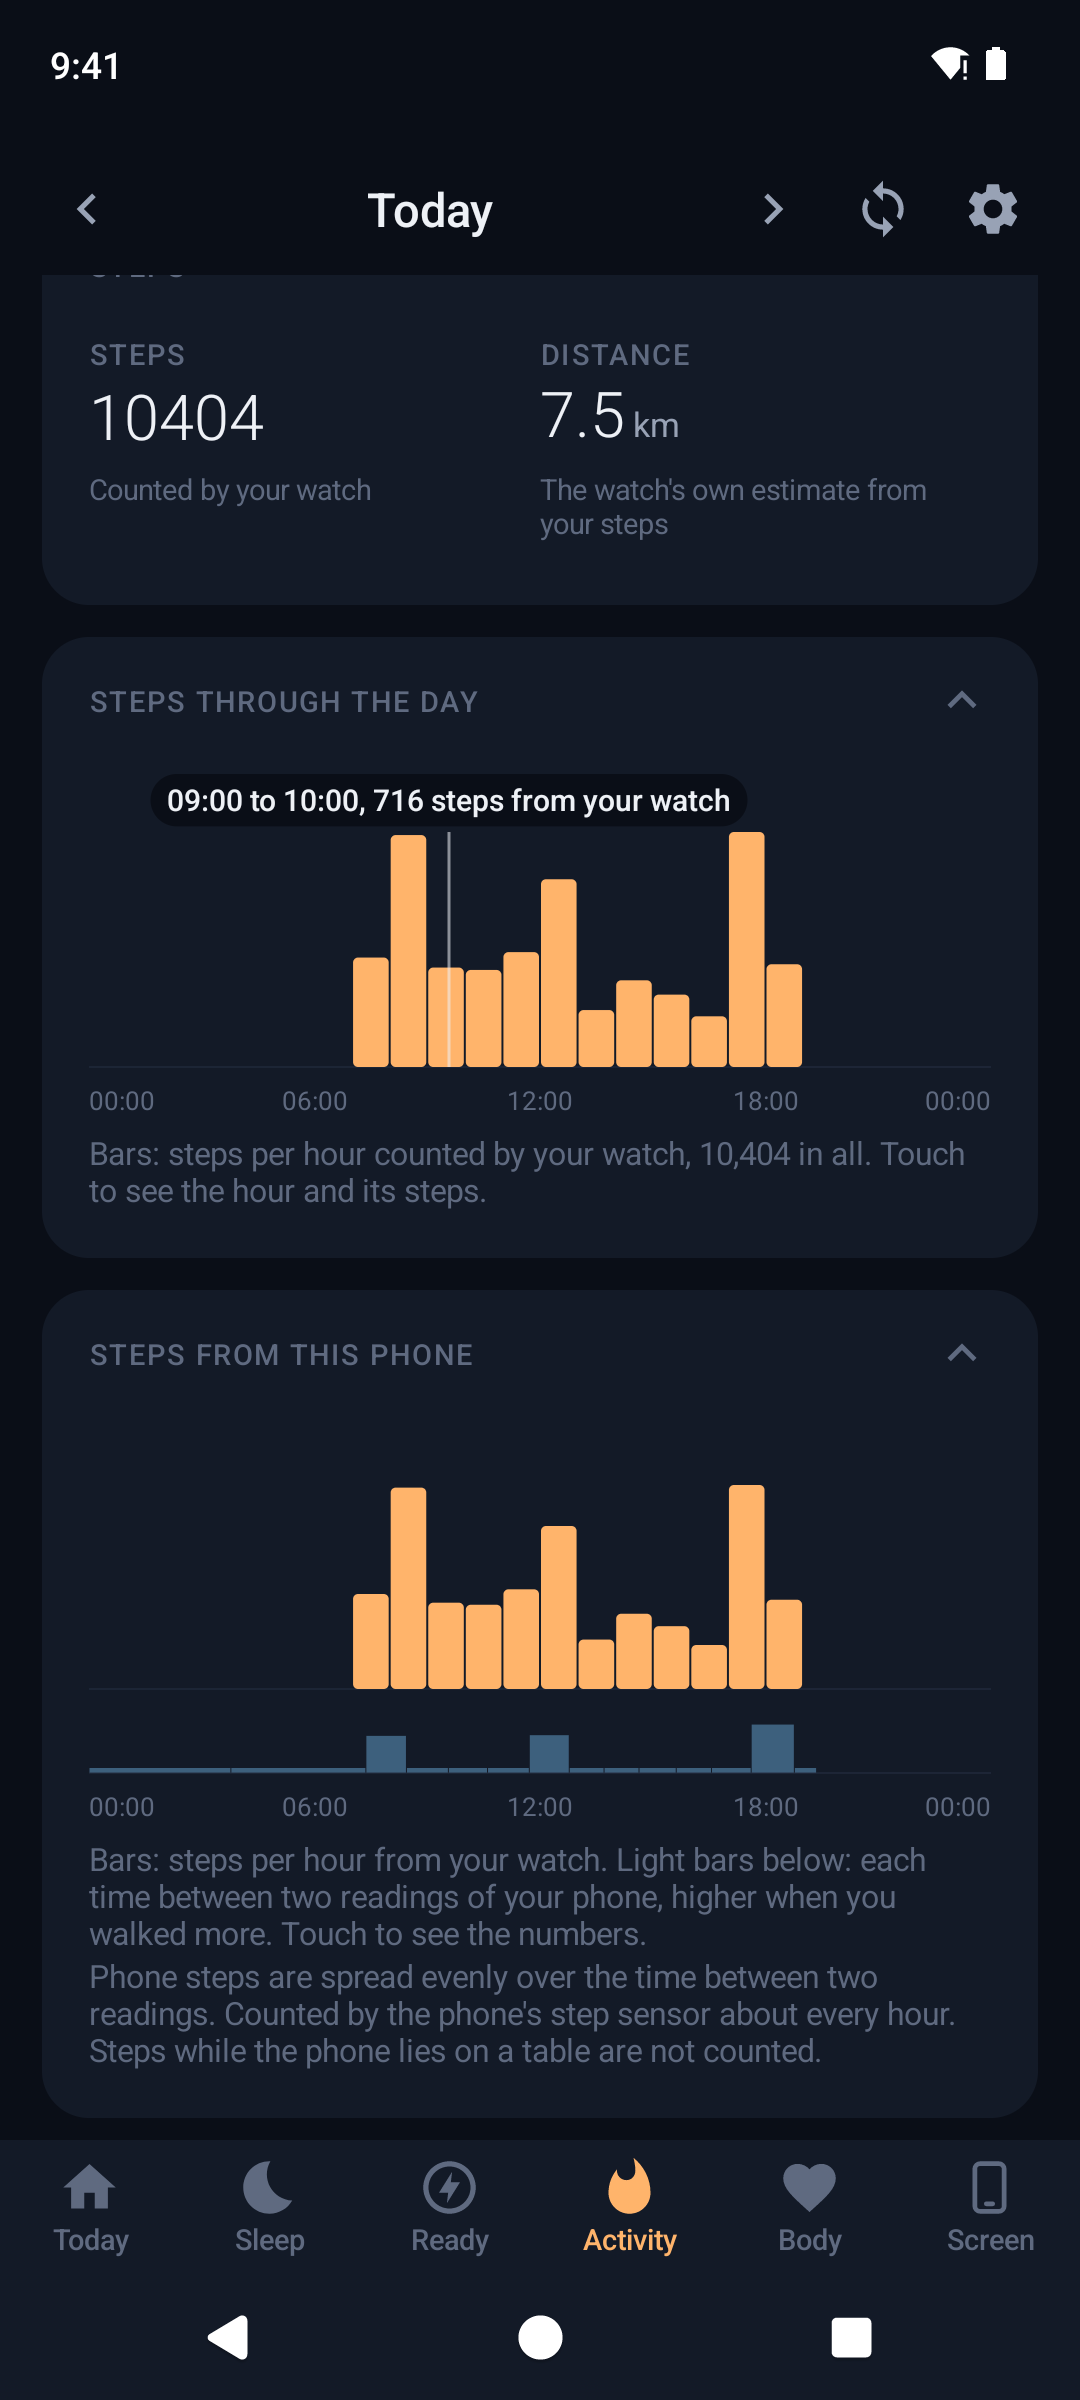 9:41
Today
STEPS
DISTANCE
10404
7.5 km
Counted by your watch
The watch's own estimate from
your steps
STEPS THROUGH THE DAY
09:00 to 10:00, 716 steps from your watch
00:00 06:00 12:00 18:00 00:00
Bars: steps per hour counted by your watch, 10,404 in all. Touch
to see the hour and its steps.
STEPS FROM THIS PHONE
00:00 06:00 12:00 18:00 00:00
Bars: steps per hour from your watch. Light bars below: each
time between two readings of your phone, higher when you
walked more. Touch to see the numbers.
Phone steps are spread evenly over the time between two
readings. Counted by the phone's step sensor about every hour.
Steps while the phone lies on a table are not counted.
Today Sleep Ready Activity Body Screen